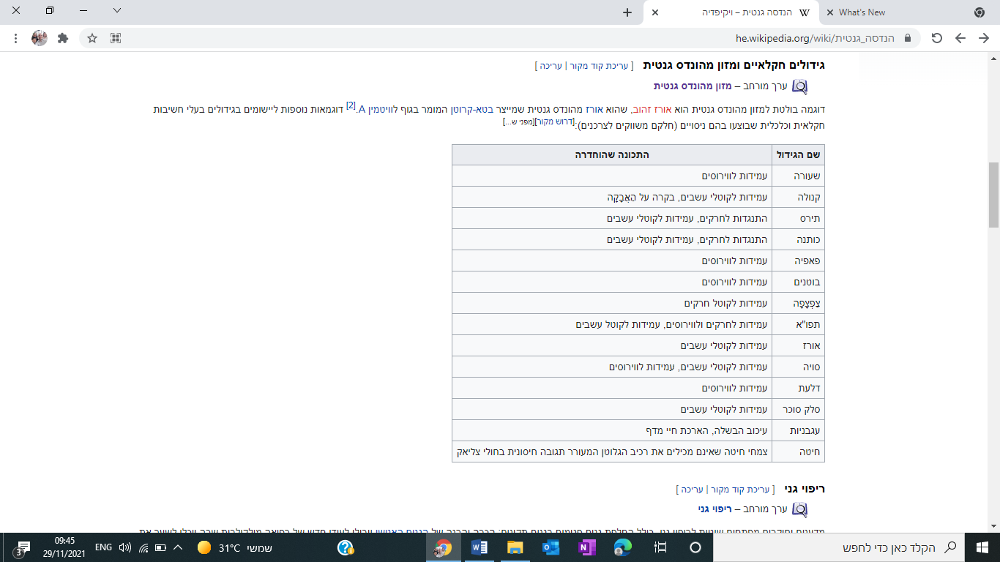 הנדסה גנטית – ויקיפדיה
What's New
he.wikipedia.org/wiki/הנדסה_גנטית
גידולים חקלאיים ומזון מהונדס גנטית [ עריכת קוד מקור | עריכה ]
ערך מורחב – מזון מהונדס גנטית
דוגמה בולטת למזון מהונדס גנטית הוא אורז זהוב, שהוא אורז מהונדס גנטית שמייצר בטא-קרוטן המומר בגוף לוויטמין A.[2] דוגמאות נוספות ליישומים בגידולים בעלי חשיבות
חקלאית וכלכלית שבוצעו בהם ניסויים (חלקם משווקים לצרכנים):[דרוש מקור][מפני ש...]
שם הגידול התכונה שהוחדרה
שעורה עמידות לווירוסים
קנולה עמידות לקוטלי עשבים, בקרה על הַאֲבָקָה
תירס התנגדות לחרקים, עמידות לקוטלי עשבים
כותנה התנגדות לחרקים, עמידות לקוטלי עשבים
פאפיה עמידות לווירוסים
בוטנים עמידות לווירוסים
צַפְצָפָה עמידות לקוטל חרקים
תפו"א עמידות לחרקים ולווירוסים, עמידות לקוטל עשבים
אורז עמידות לקוטלי עשבים
סויה עמידות לקוטלי עשבים, עמידות לווירוסים
דלעת עמידות לווירוסים
סלק סוכר עמידות לקוטלי עשבים
עגבניות עיכוב הבשלה, הארכת חיי מדף
חיטה צמחי חיטה שאינם מכילים את רכיב הגלוטן המעורר תגובה חיסונית בחולי צליאק
ריפוי גני [ עריכת קוד מקור | עריכה ]
ערך מורחב – ריפוי גני
הקלד כאן כדי לחפש
31°C שמשי
ENG
09:45
29/11/2021
3